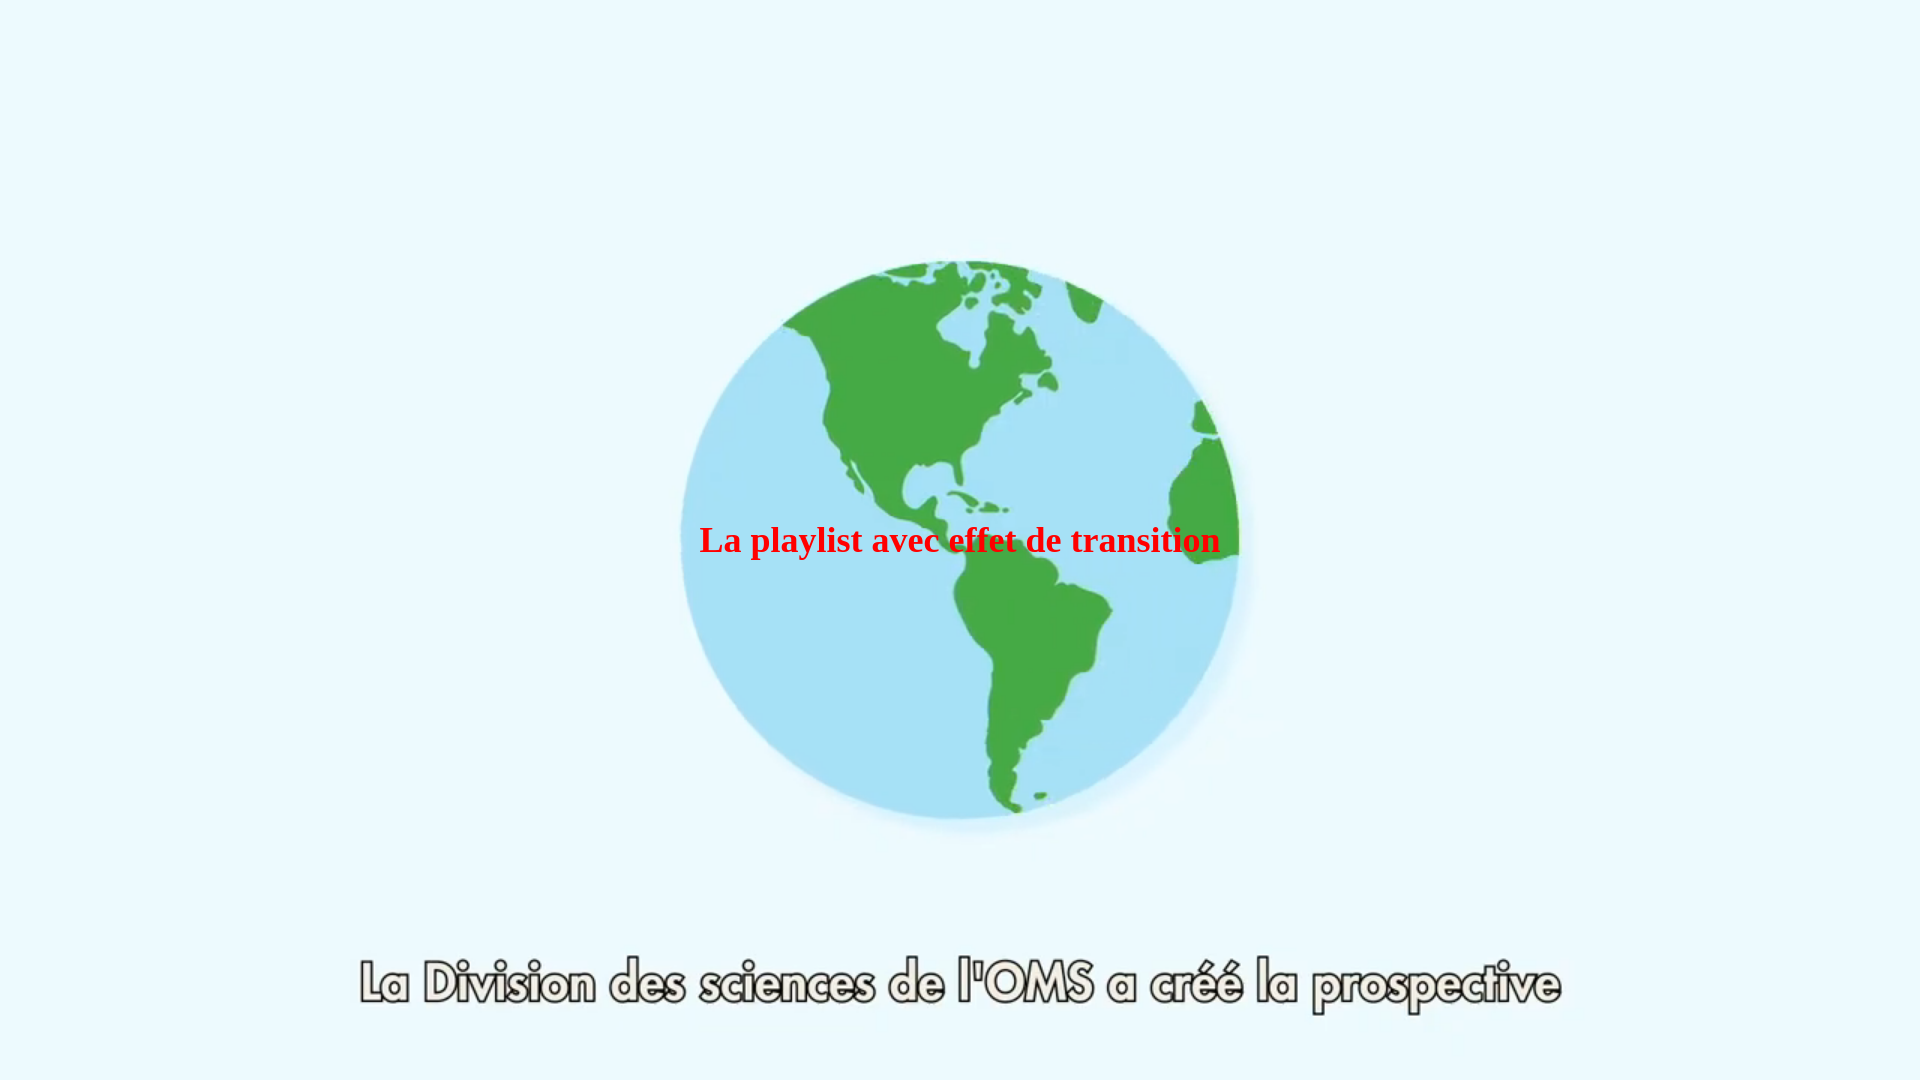 La playlist avec effet de transition
La Division des sciences de l'OMS a créé la prospective